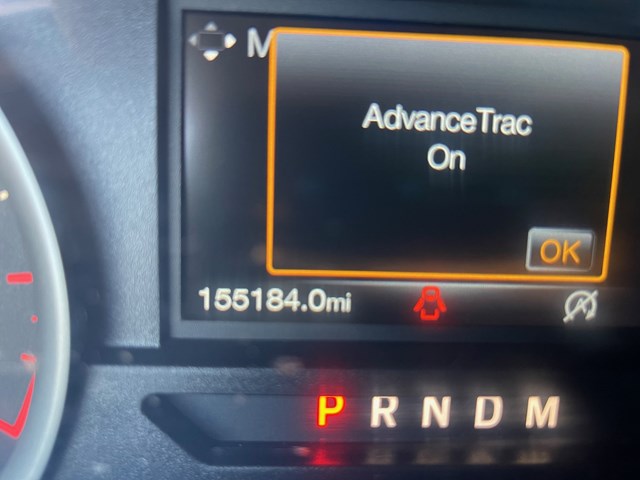 M
AdvanceTrac
On
OK
155184.0mi
A
P R N D M